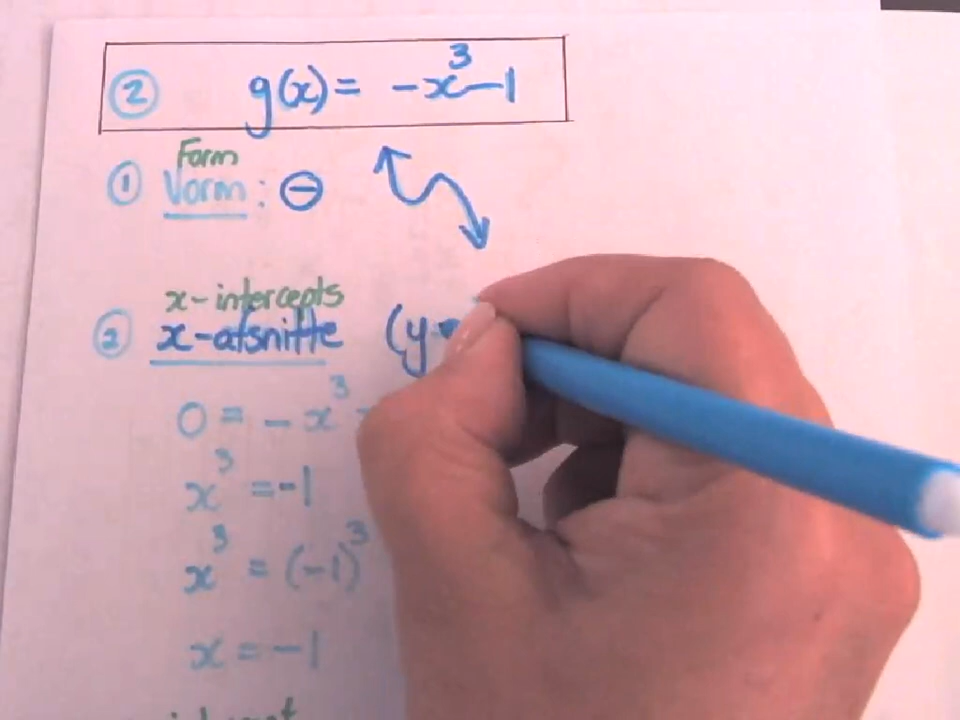 ② g(x) = -x³-1
Form
① Vorm : ⊖
x-intercepts
② x-afsnitte (y
0 = -x³
x³ = -1
x³ = (-1)³
x = -1